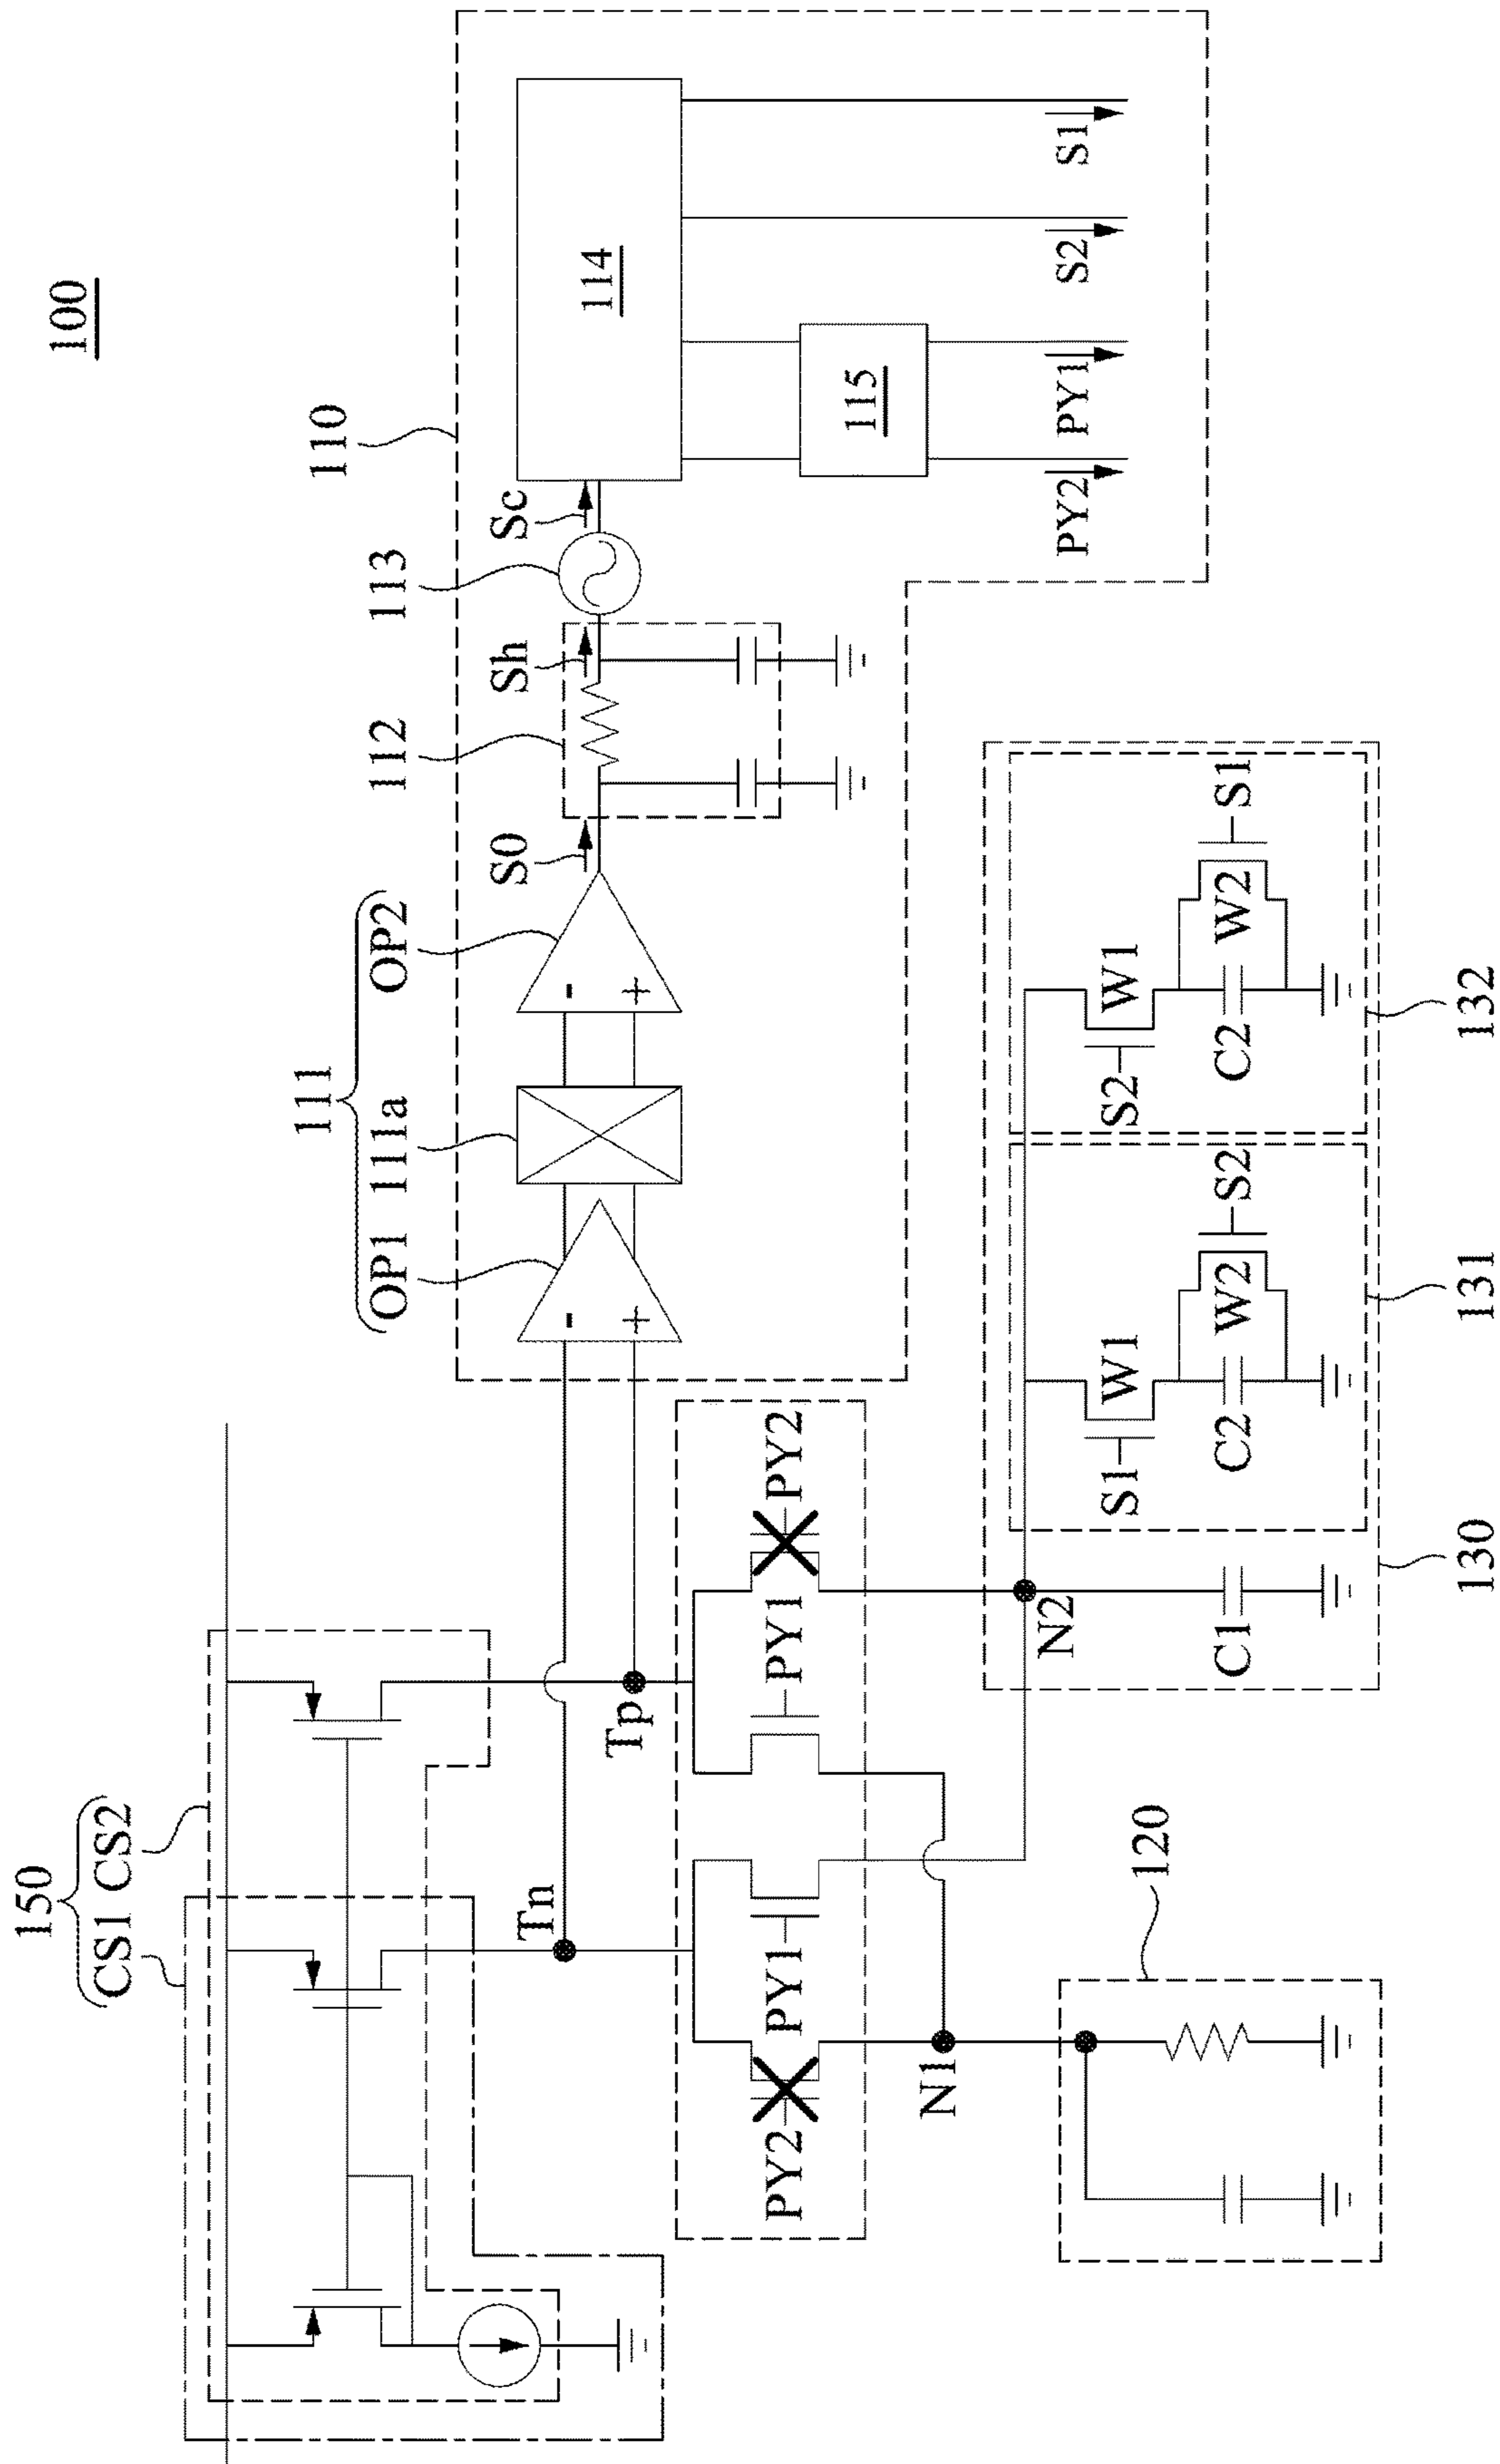 100
150
CS1 CS2
111
OP1 111a OP2
112
113
110
Tn
Tp
S0
Sh
Sc
-
+
-
+
114
115
PY2
PY1
S2
S1
PY2
PY1
PY1
PY2
N1
N2
120
C1
S1
W1
C2
W2
S2
S2
W1
C2
W2
S1
130
131
132